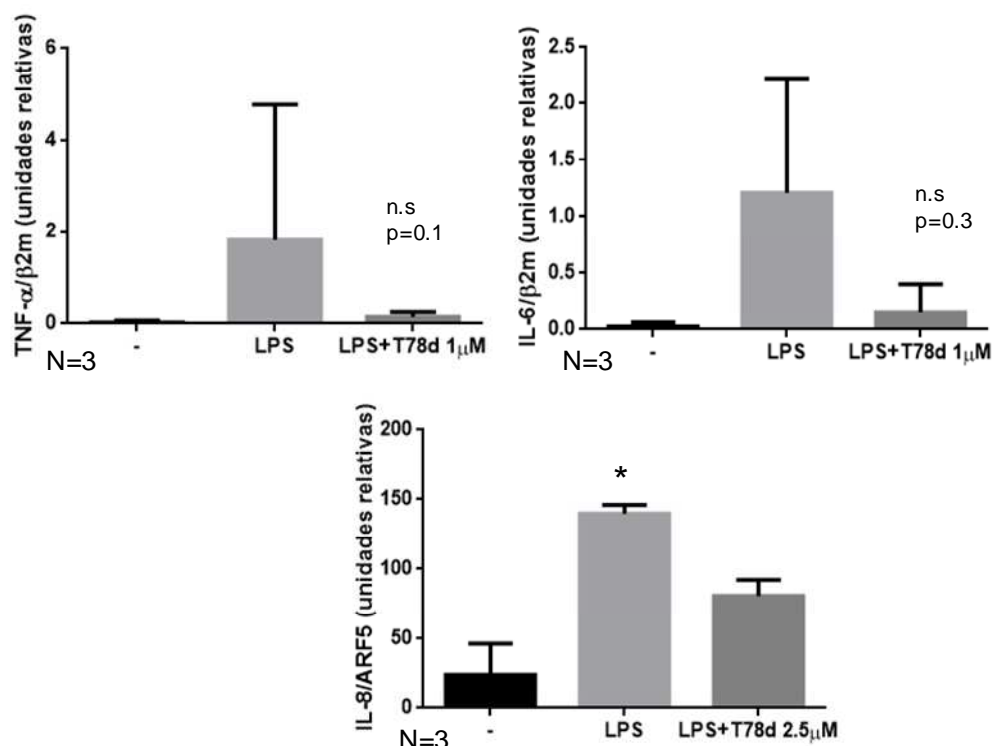 TNF-α/β2m (unidades relativas)
6
4
2
0
n.s
p=0.1
-
LPS
LPS+T78d 1μM
N=3
IL-6/β2m (unidades relativas)
2.5
2.0
1.5
1.0
0.5
0.0
n.s
p=0.3
-
LPS
LPS+T78d 1μM
N=3
IL-8/ARF5 (unidades relativas)
200
150
100
50
0
*
-
LPS
LPS+T78d 2.5μM
N=3